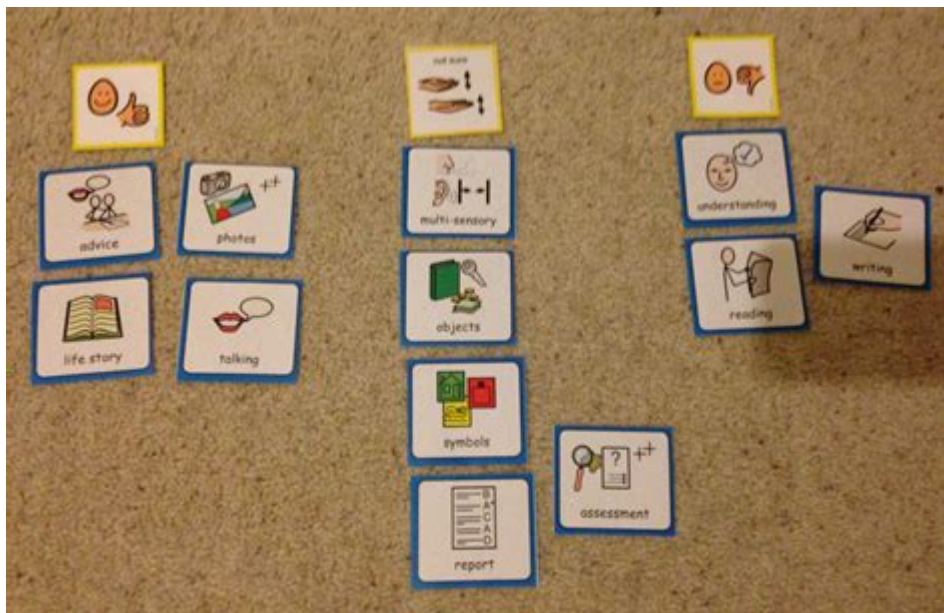 not sure
advice
photos
life story
talking
multi-sensory
objects
symbols
report
B
A*
C
A
D
?
assessment
understanding
reading
writing